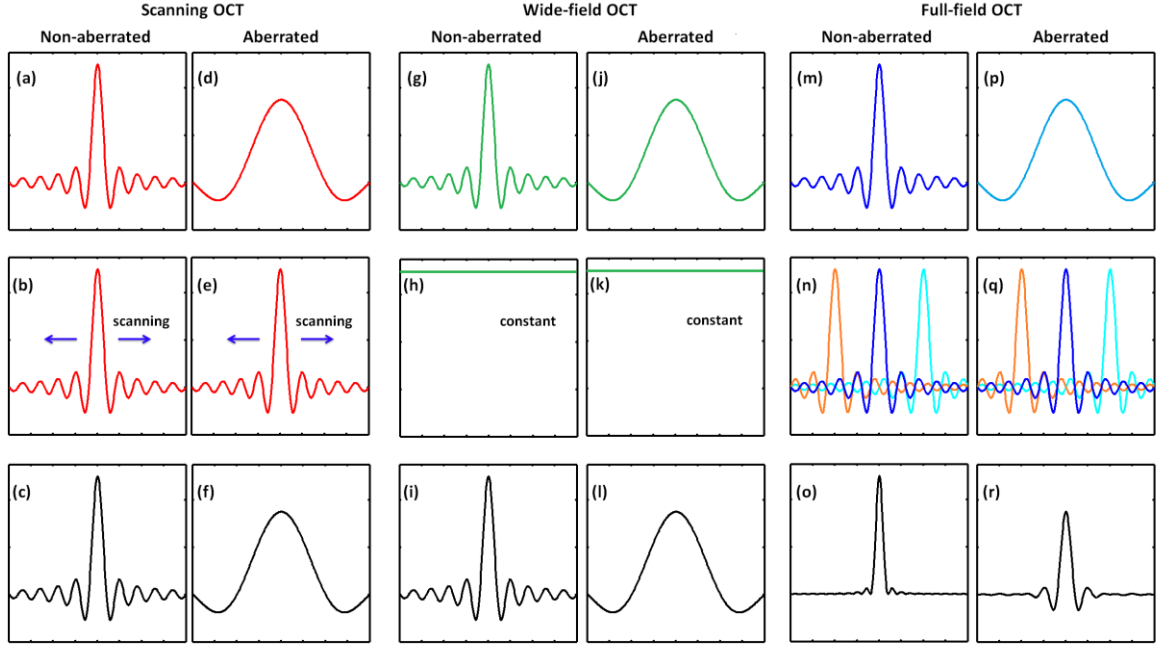 Scanning OCT Wide-field OCT Full-field OCT
Non-aberrated Aberrated Non-aberrated Aberrated Non-aberrated Aberrated
(a) (d) (g) (j) (m) (p)
(b) (e) (h) (k) (n) (q)
scanning scanning constant constant
(c) (f) (i) (l) (o) (r)